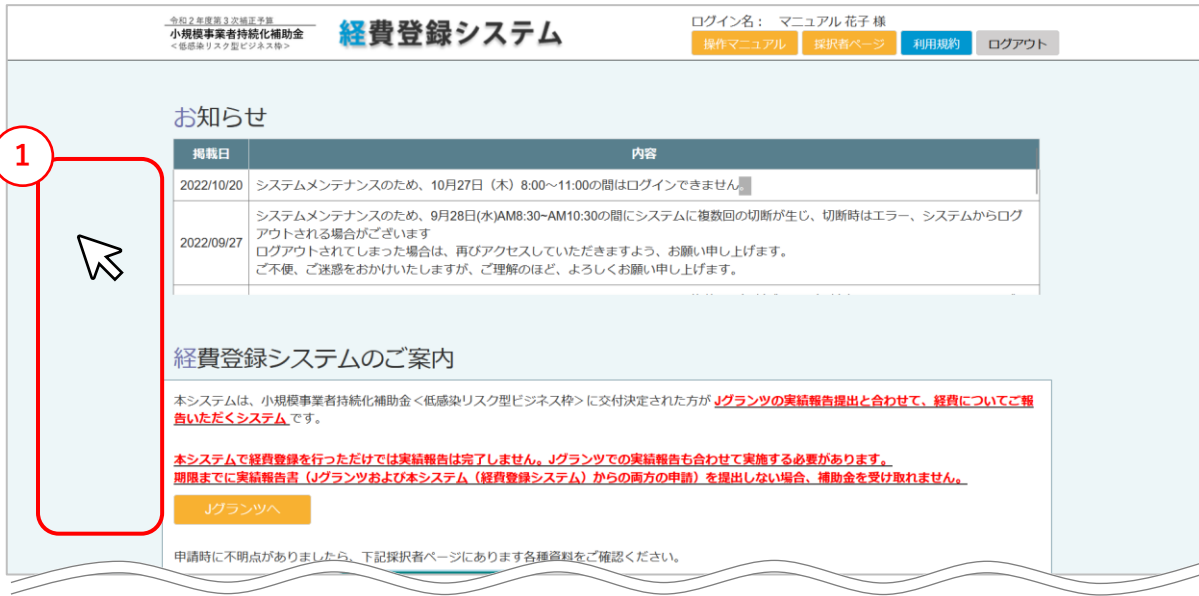 令和2年度第3次補正予算
小規模事業者持続化補助金
<低感染リスク型ビジネス枠>
経費登録システム
ログイン名： マニュアル 花子 様
操作マニュアル 採択者ページ 利用規約 ログアウト
お知らせ
掲載日 内容
2022/10/20 システムメンテナンスのため、10月27日（木）8:00～11:00の間はログインできません。
システムメンテナンスのため、9月28日(水)AM8:30~AM10:30の間にシステムに複数回の切断が生じ、切断時はエラー、システムからログ
アウトされる場合がございます
2022/09/27
ログアウトされてしまった場合は、再びアクセスしていただきますよう、お願い申し上げます。
ご不便、ご迷惑をおかけいたしますが、ご理解のほど、よろしくお願い申し上げます。
1
経費登録システムのご案内
本システムは、小規模事業者持続化補助金＜低感染リスク型ビジネス枠＞に交付決定された方が Jグランツの実績報告提出と合わせて、経費についてご報
告いただくシステム です。
本システムで経費登録を行っただけでは実績報告は完了しません。Jグランツでの実績報告も合わせて実施する必要があります。
期限までに実績報告書（Jグランツおよび本システム（経費登録システム）からの両方の申請）を提出しない場合、補助金を受け取れません。
Jグランツへ
申請時に不明点がありましたら、下記採択者ページにあります各種資料をご確認ください。